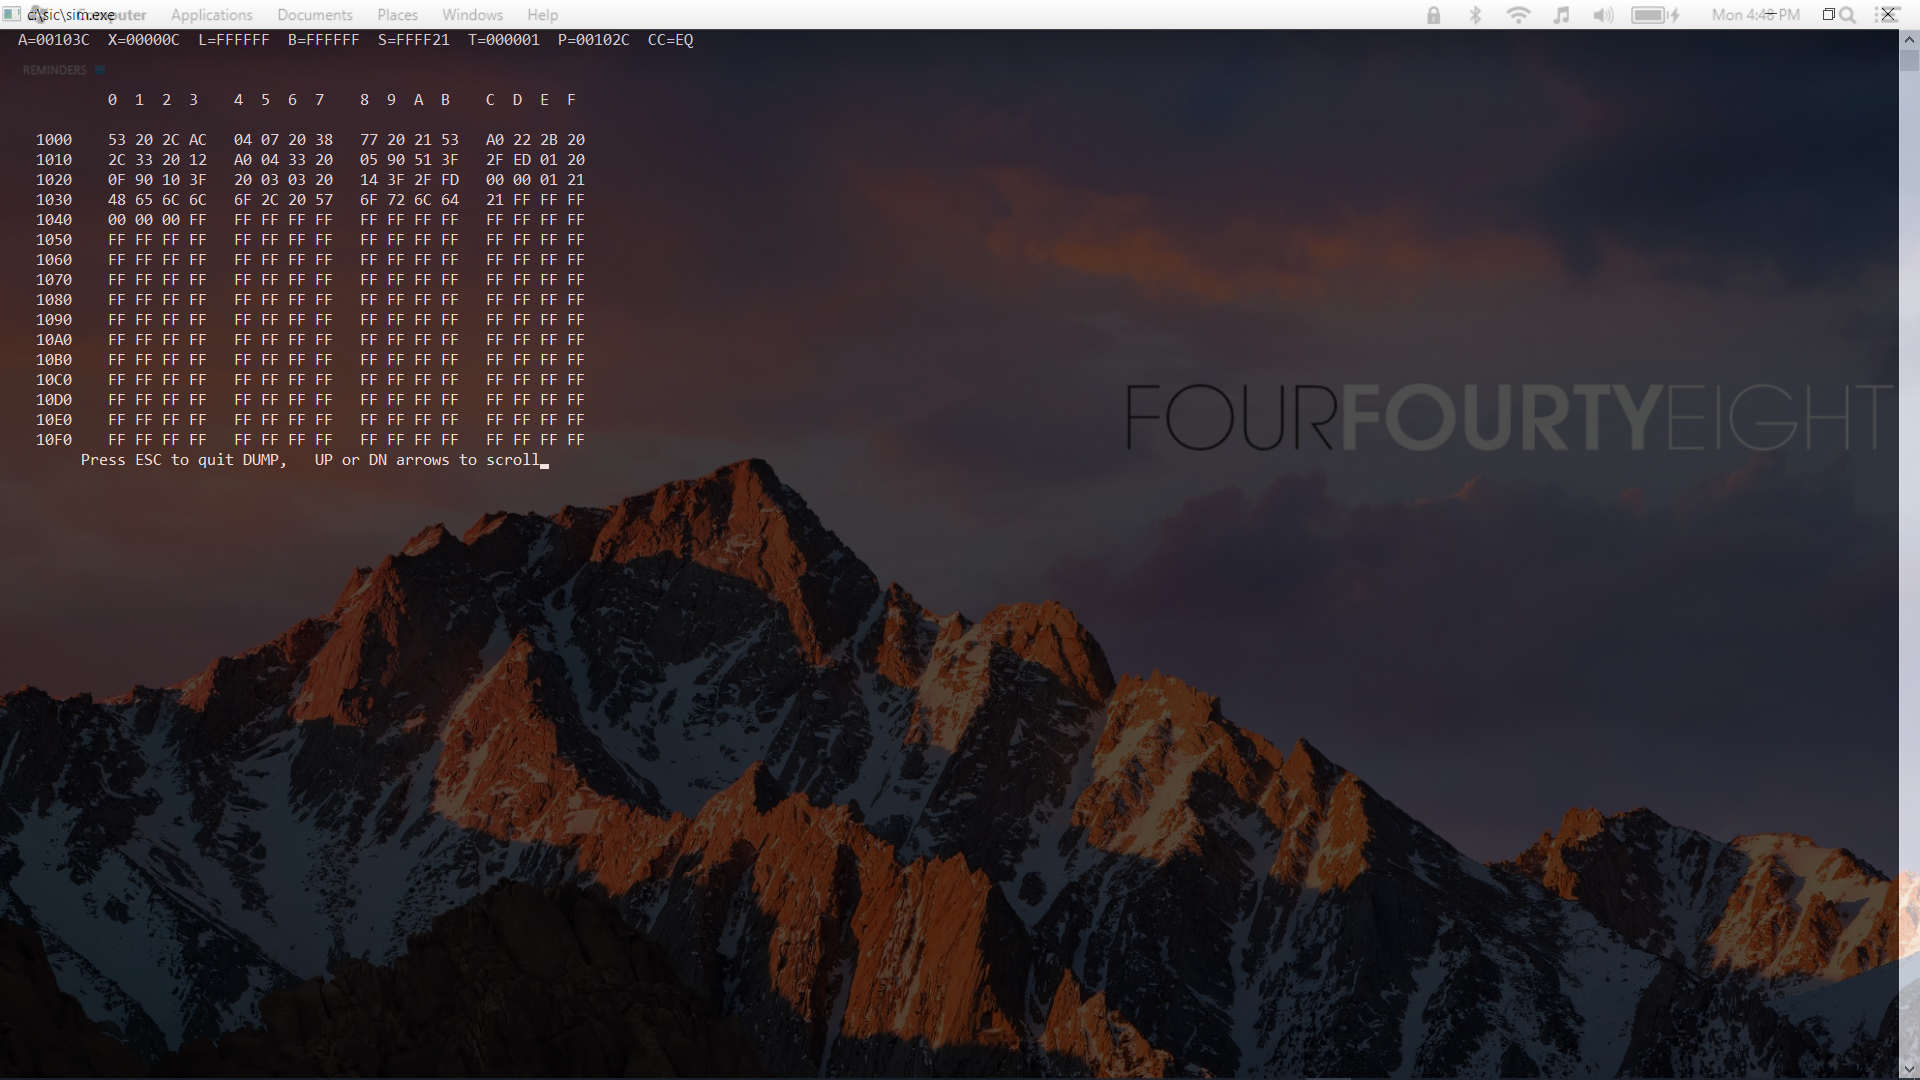 c:\sic\sim.exe Computer Applications Documents Places Windows Help Mon 4:48 PM
A=00103C X=00000C L=FFFFFF B=FFFFFF S=FFFF21 T=000001 P=00102C CC=EQ
REMINDERS
0 1 2 3 4 5 6 7 8 9 A B C D E F
1000 53 20 2C AC 04 07 20 38 77 20 21 53 A0 22 2B 20
1010 2C 33 20 12 A0 04 33 20 05 90 51 3F 2F ED 01 20
1020 0F 90 10 3F 20 03 03 20 14 3F 2F FD 00 00 01 21
1030 48 65 6C 6C 6F 2C 20 57 6F 72 6C 64 21 FF FF FF
1040 00 00 00 FF FF FF FF FF FF FF FF FF FF FF FF FF
1050 FF FF FF FF FF FF FF FF FF FF FF FF FF FF FF FF
1060 FF FF FF FF FF FF FF FF FF FF FF FF FF FF FF FF
1070 FF FF FF FF FF FF FF FF FF FF FF FF FF FF FF FF
1080 FF FF FF FF FF FF FF FF FF FF FF FF FF FF FF FF
1090 FF FF FF FF FF FF FF FF FF FF FF FF FF FF FF FF
10A0 FF FF FF FF FF FF FF FF FF FF FF FF FF FF FF FF
10B0 FF FF FF FF FF FF FF FF FF FF FF FF FF FF FF FF
10C0 FF FF FF FF FF FF FF FF FF FF FF FF FF FF FF FF
10D0 FF FF FF FF FF FF FF FF FF FF FF FF FF FF FF FF
10E0 FF FF FF FF FF FF FF FF FF FF FF FF FF FF FF FF
10F0 FF FF FF FF FF FF FF FF FF FF FF FF FF FF FF FF
Press ESC to quit DUMP, UP or DN arrows to scroll
FOURFOURTYEIGHT